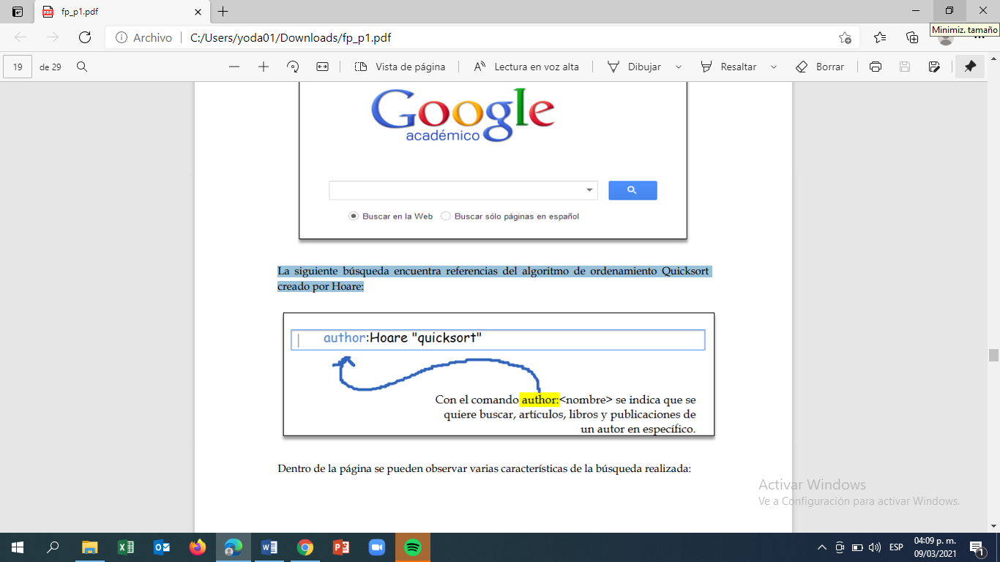 fp_p1.pdf
Archivo C:/Users/yoda01/Downloads/fp_p1.pdf
Minimiz. tamaño
19 de 29 Vista de página Lectura en voz alta Dibujar Resaltar Borrar
Google
académico
Buscar en la Web Buscar sólo páginas en español
La siguiente búsqueda encuentra referencias del algoritmo de ordenamiento Quicksort
creado por Hoare:
author:Hoare "quicksort"
Con el comando author:<nombre> se indica que se
quiere buscar, artículos, libros y publicaciones de
un autor en específico.
Dentro de la página se pueden observar varias características de la búsqueda realizada:
Activar Windows
Ve a Configuración para activar Windows.
ESP
04:09 p. m.
09/03/2021
1